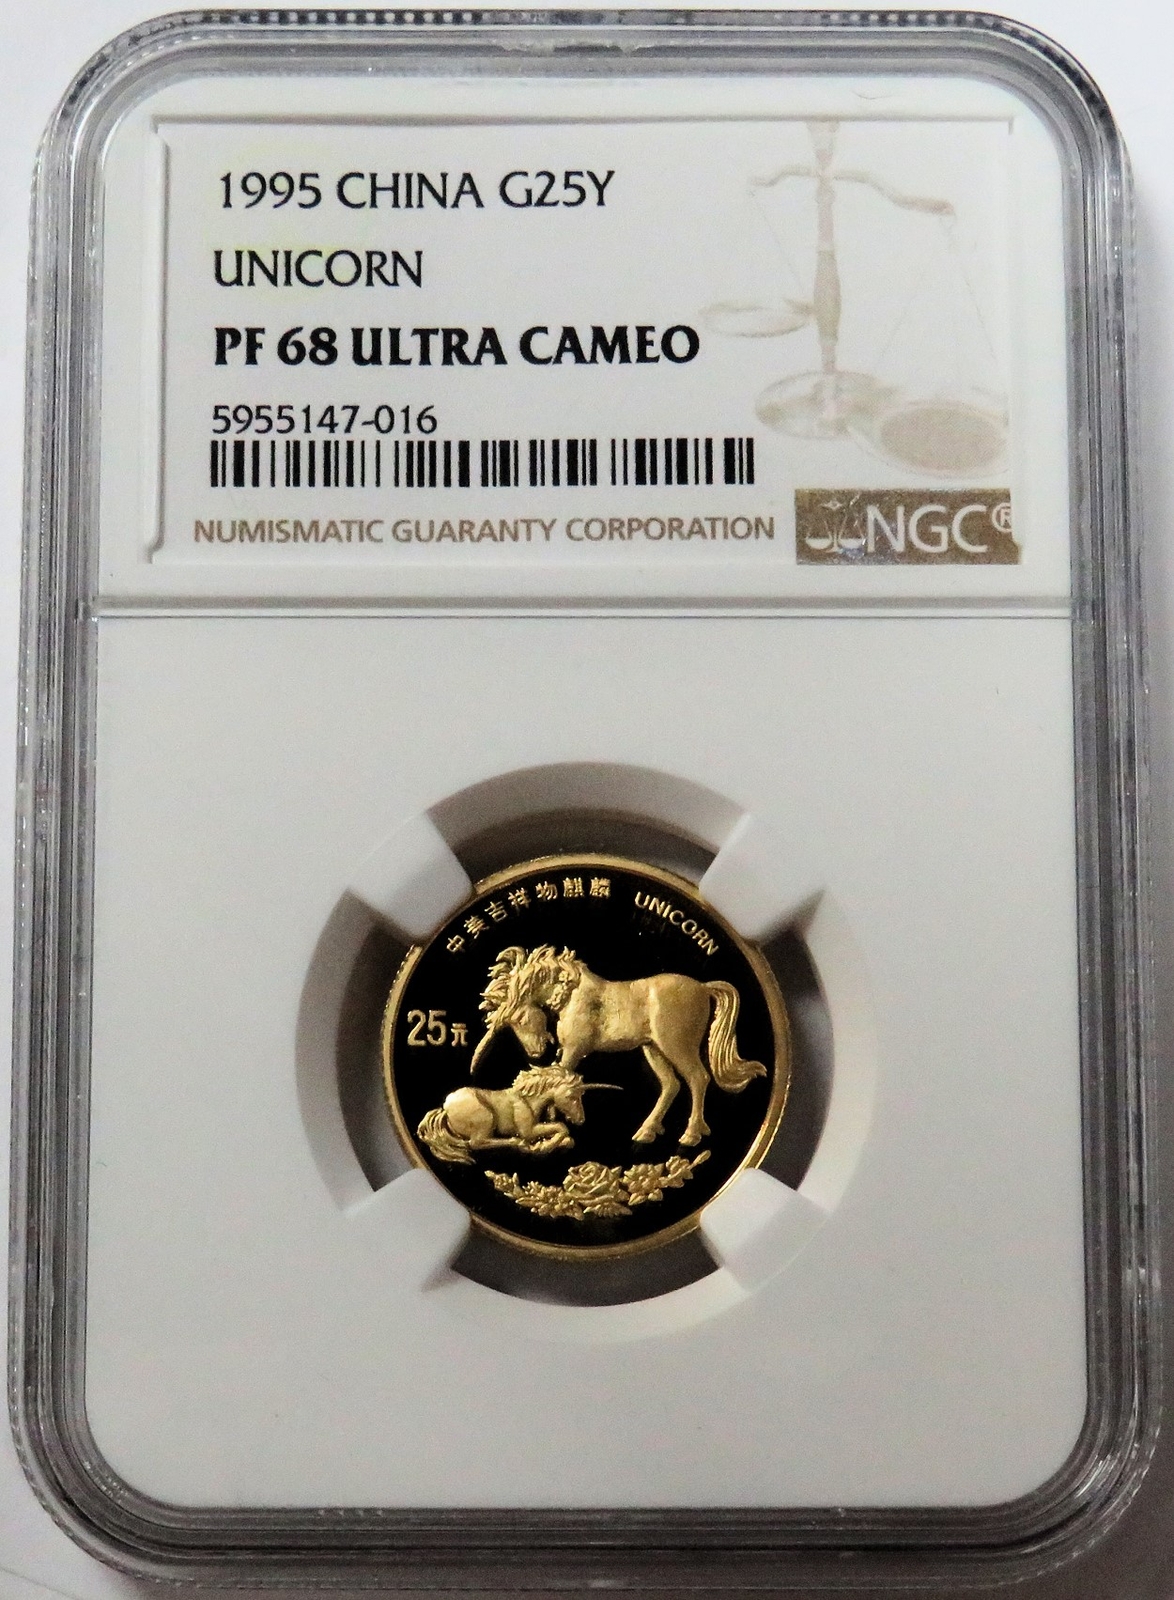 1995 CHINA G25Y
UNICORN
PF 68 ULTRA CAMEO
5955147-016
NUMISMATIC GUARANTY CORPORATION
NGC®
中美吉祥物麒麟 UNICORN
25元